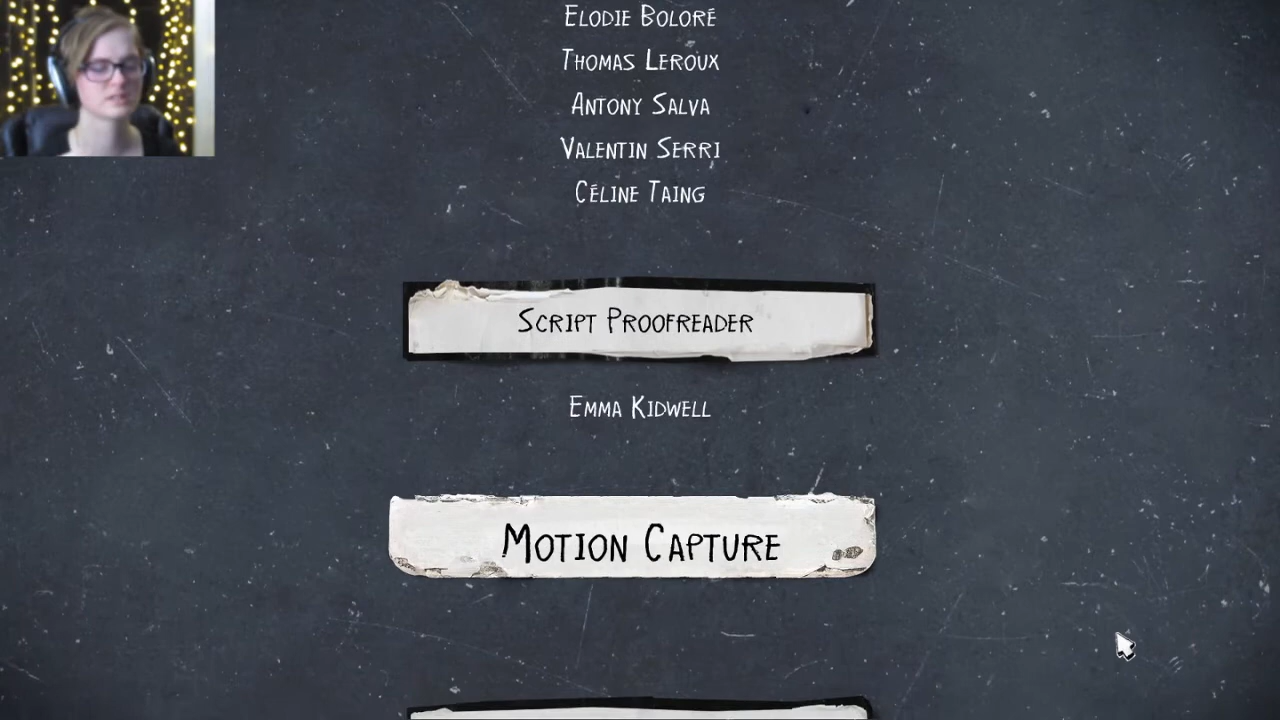 Elodie Boloré
Thomas Leroux
Antony Salva
Valentin Serri
Céline Taing
Script Proofreader
Emma Kidwell
Motion Capture